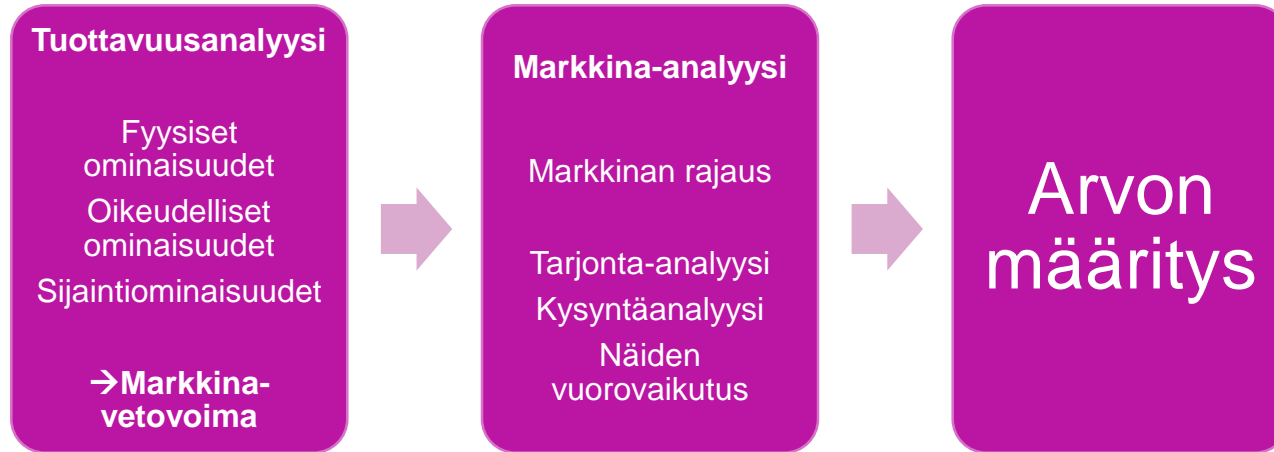 Tuottavuusanalyysi
Fyysiset
ominaisuudet
Oikeudelliset
ominaisuudet
Sijaintiominaisuudet
→Markkina-
vetovoima
Markkina-analyysi
Markkinan rajaus
Tarjonta-analyysi
Kysyntäanalyysi
Näiden
vuorovaikutus
Arvon
määritys